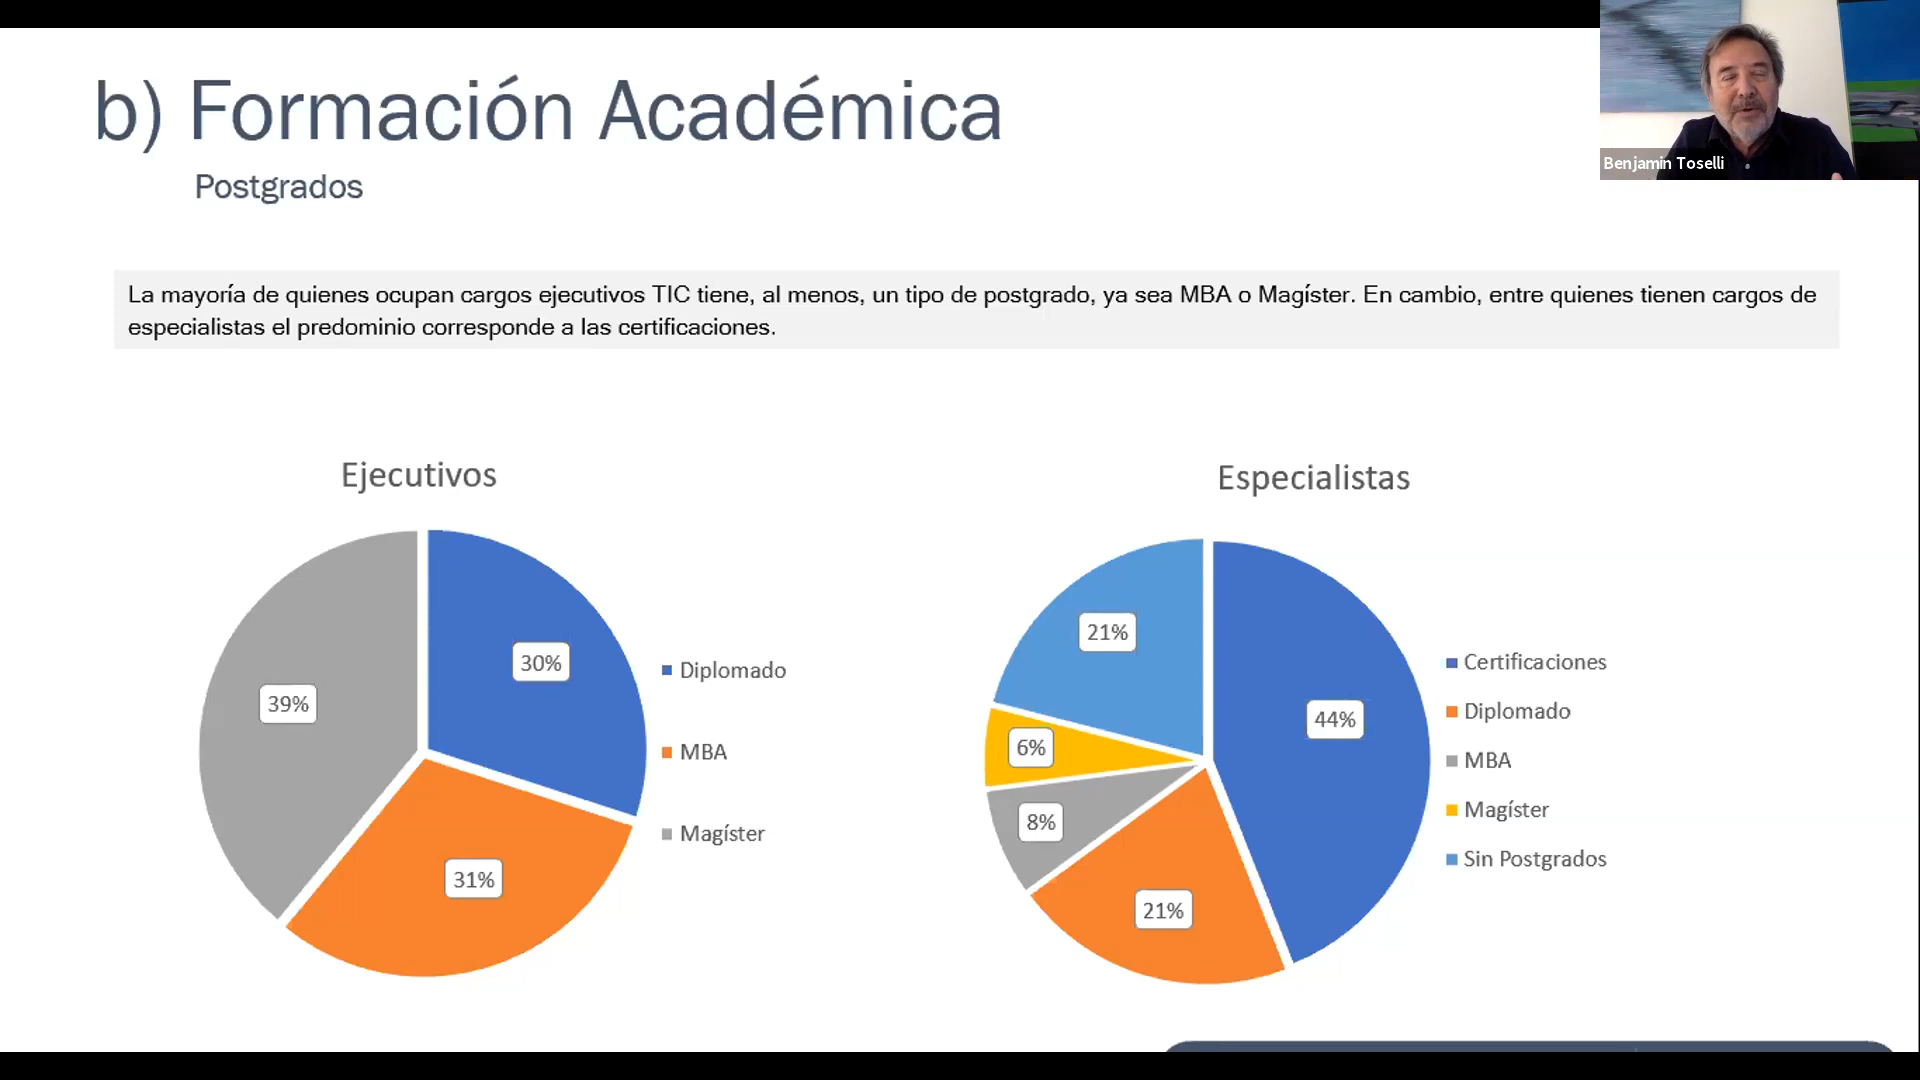 b) Formación Académica
Postgrados
Benjamin Toselli
La mayoría de quienes ocupan cargos ejecutivos TIC tiene, al menos, un tipo de postgrado, ya sea MBA o Magíster. En cambio, entre quienes tienen cargos de
especialistas el predominio corresponde a las certificaciones.
Ejecutivos
30%
39%
31%
Diplomado
MBA
Magíster
Especialistas
21%
44%
6%
8%
21%
Certificaciones
Diplomado
MBA
Magíster
Sin Postgrados